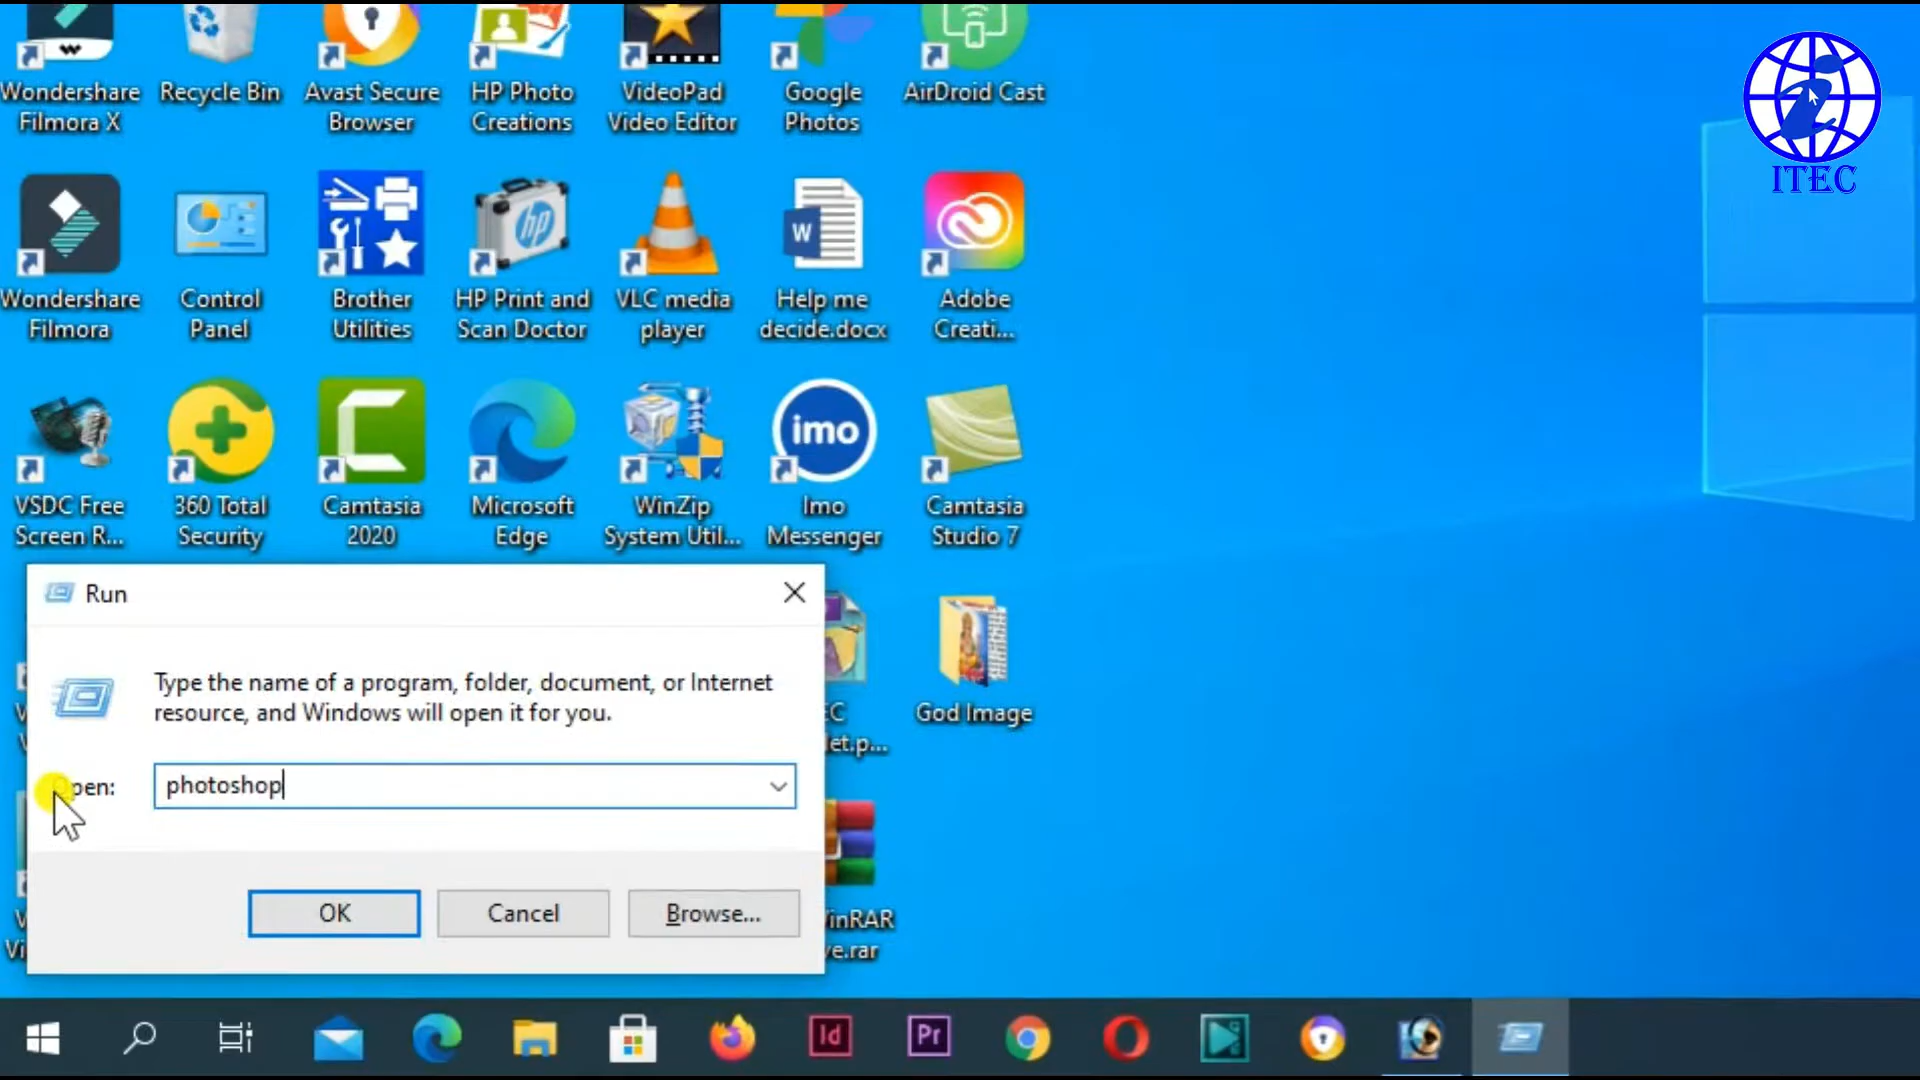 Wondershare
Filmora X
Recycle Bin
Avast Secure
Browser
HP Photo
Creations
VideoPad
Video Editor
Google
Photos
AirDroid Cast
ITEC
Wondershare
Filmora
Control
Panel
Brother
Utilities
hp
HP Print and
Scan Doctor
VLC media
player
W
Help me
decide.docx
Adobe
Creati...
VSDC Free
Screen R...
360 Total
Security
Camtasia
2020
Microsoft
Edge
WinZip
System Util...
imo
Imo
Messenger
Camtasia
Studio 7
Run
Type the name of a program, folder, document, or Internet
resource, and Windows will open it for you.
Open:
photoshop
OK
Cancel
Browse...
let.p...
God Image
inRAR
ve.rar
Id
Pr